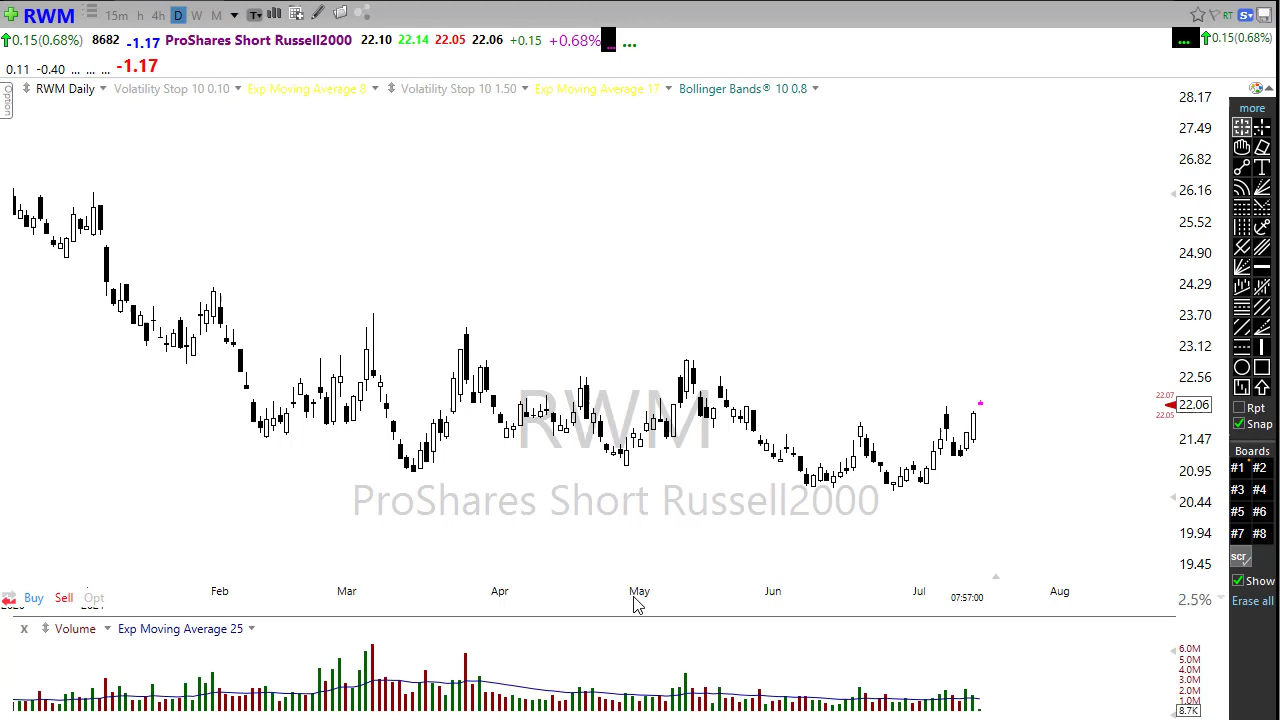 RWM 15m h 4h D W M T RT S
0.15(0.68%) 8682 -1.17 ProShares Short Russell2000 22.10 22.14 22.05 22.06 +0.15 +0.68% ... ... ... 0.15(0.68%)
0.11 -0.40 ... ... ... -1.17
Option
RWM Daily Volatility Stop 10 0.10 Exp Moving Average 8 Volatility Stop 10 1.50 Exp Moving Average 17 Bollinger Bands® 10 0.8
28.17
27.49
26.82
26.16
25.52
24.90
24.29
23.70
23.12
22.56
22.07
22.06
22.05
21.47
20.95
20.44
19.94
19.45
2.5%
RWM
ProShares Short Russell2000
Feb Mar Apr May Jun Jul Aug
07:57:00
Buy Sell Opt
X Volume Exp Moving Average 25
6.0M
5.0M
4.0M
3.0M
2.0M
1.0M
8.7K
more
T
Rpt
Snap
Boards
#1 #2
#3 #4
#5 #6
#7 #8
scr
Show
Erase all